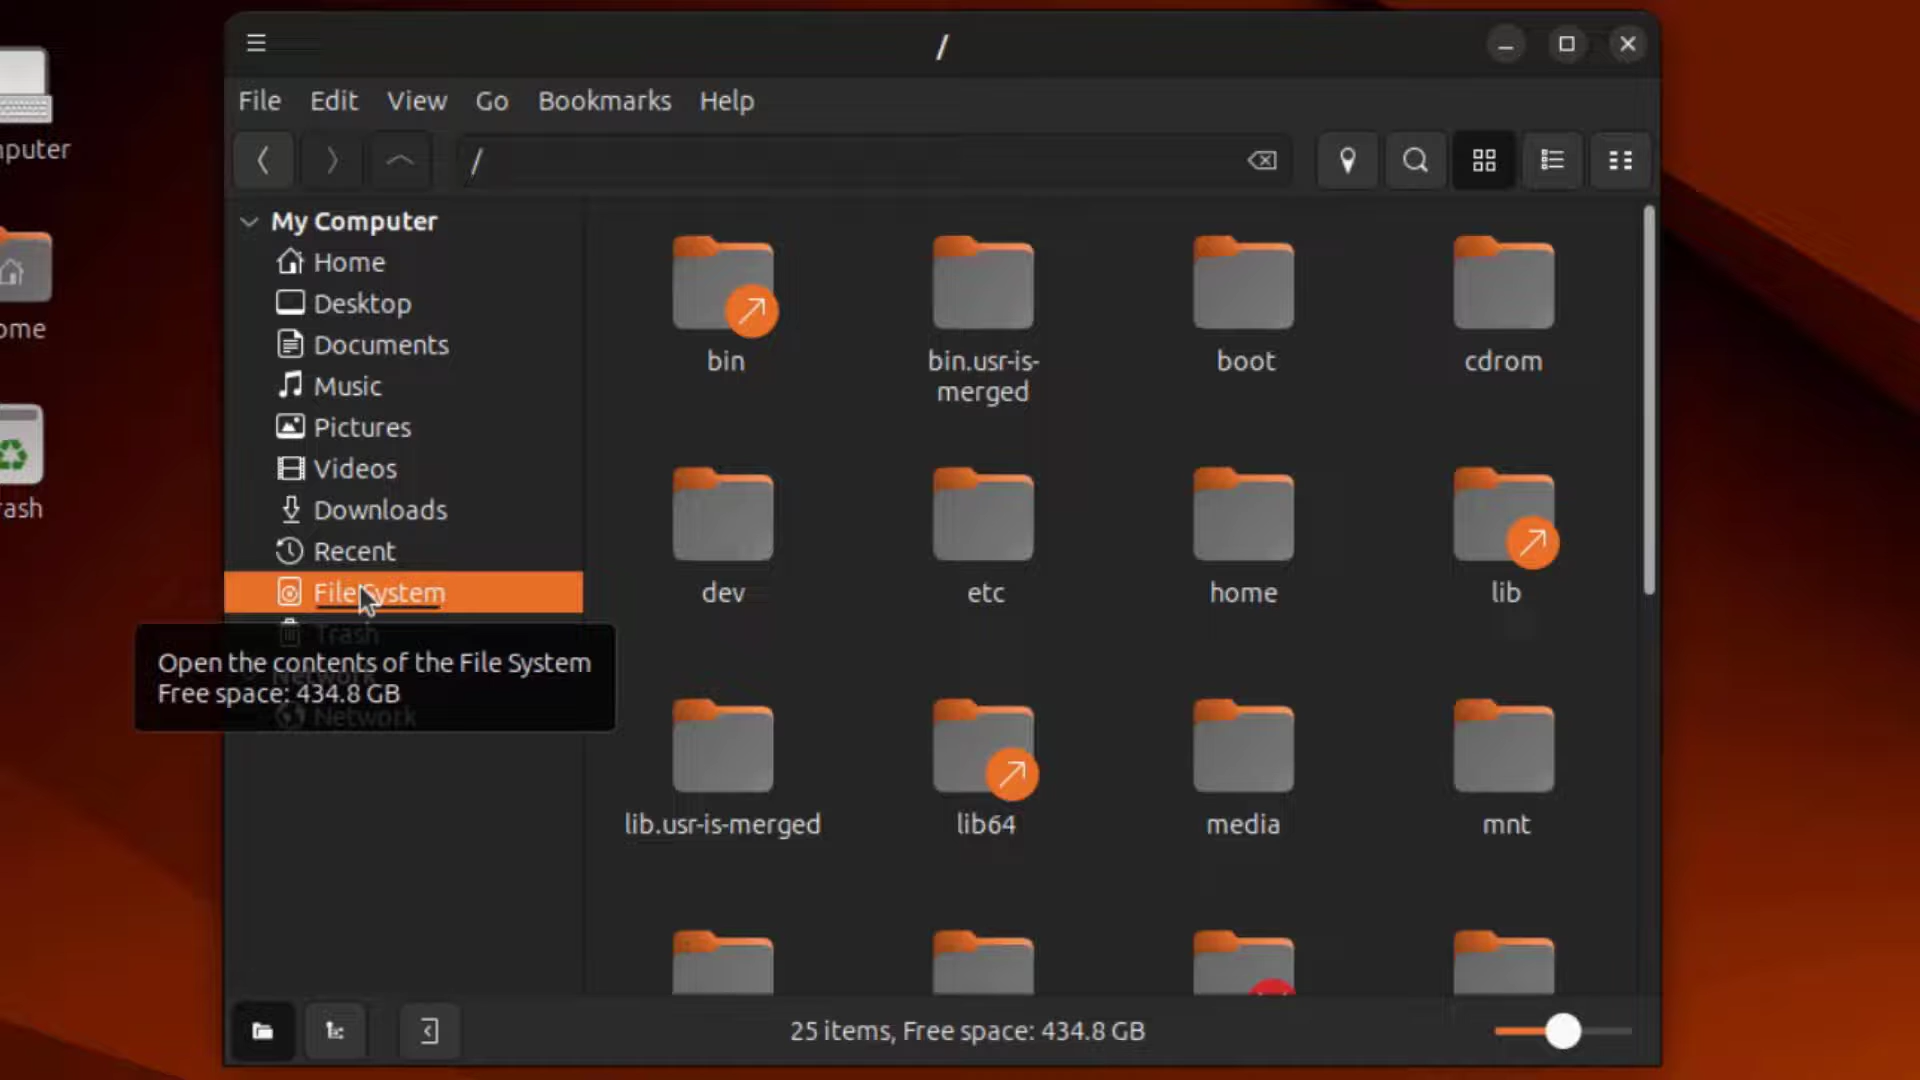 /
File Edit View Go Bookmarks Help
/
puter
ome
ash
My Computer
Home
Desktop
Documents
Music
Pictures
Videos
Downloads
Recent
File System
Trash
Open the contents of the File System
Free space: 434.8 GB
Network
Network
bin
bin.usr-is-
merged
boot
cdrom
dev
etc
home
lib
lib.usr-is-merged
lib64
media
mnt
25 items, Free space: 434.8 GB